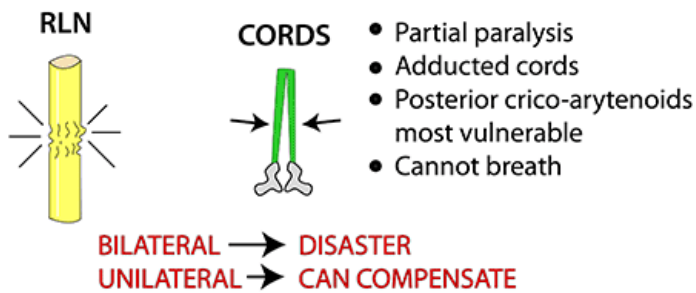 RLN
CORDS
• Partial paralysis
• Adducted cords
• Posterior crico-arytenoids
most vulnerable
• Cannot breath
BILATERAL → DISASTER
UNILATERAL → CAN COMPENSATE